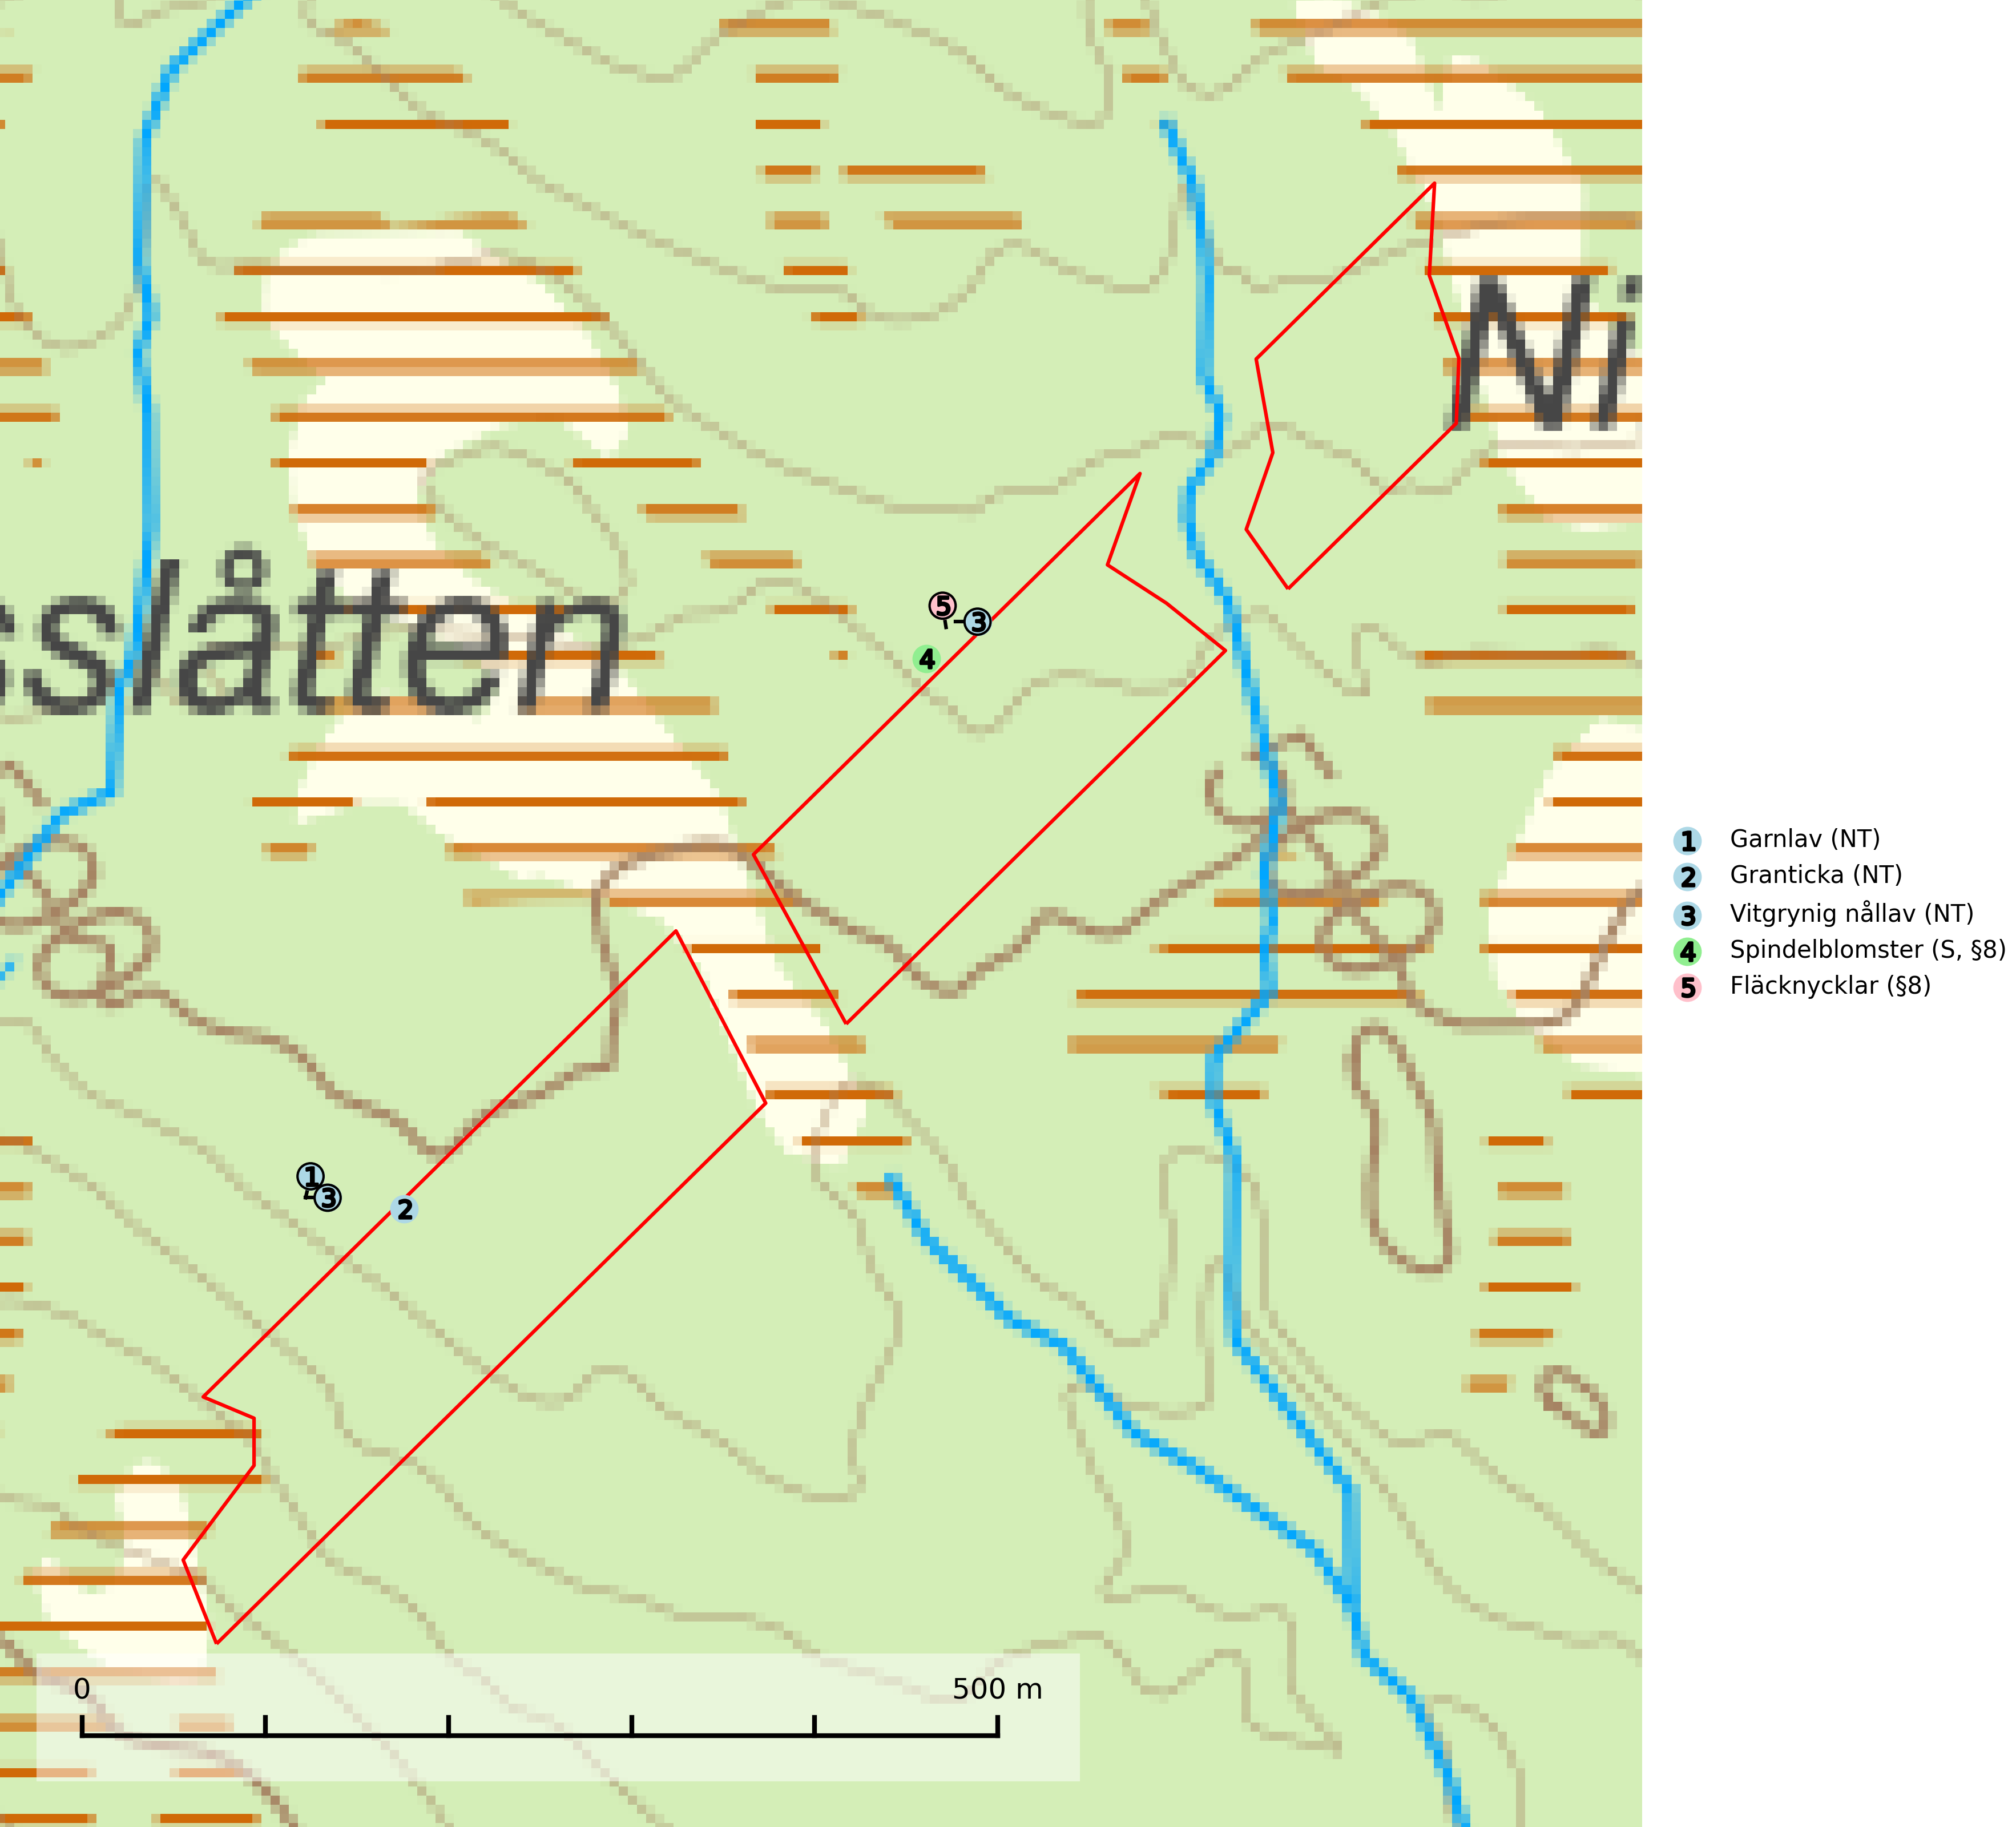 Ni
slåtten
5
3
4
1
3
2
0 500 m
1 Garnlav (NT)
2 Granticka (NT)
3 Vitgrynig nållav (NT)
4 Spindelblomster (S, §8)
5 Fläcknycklar (§8)